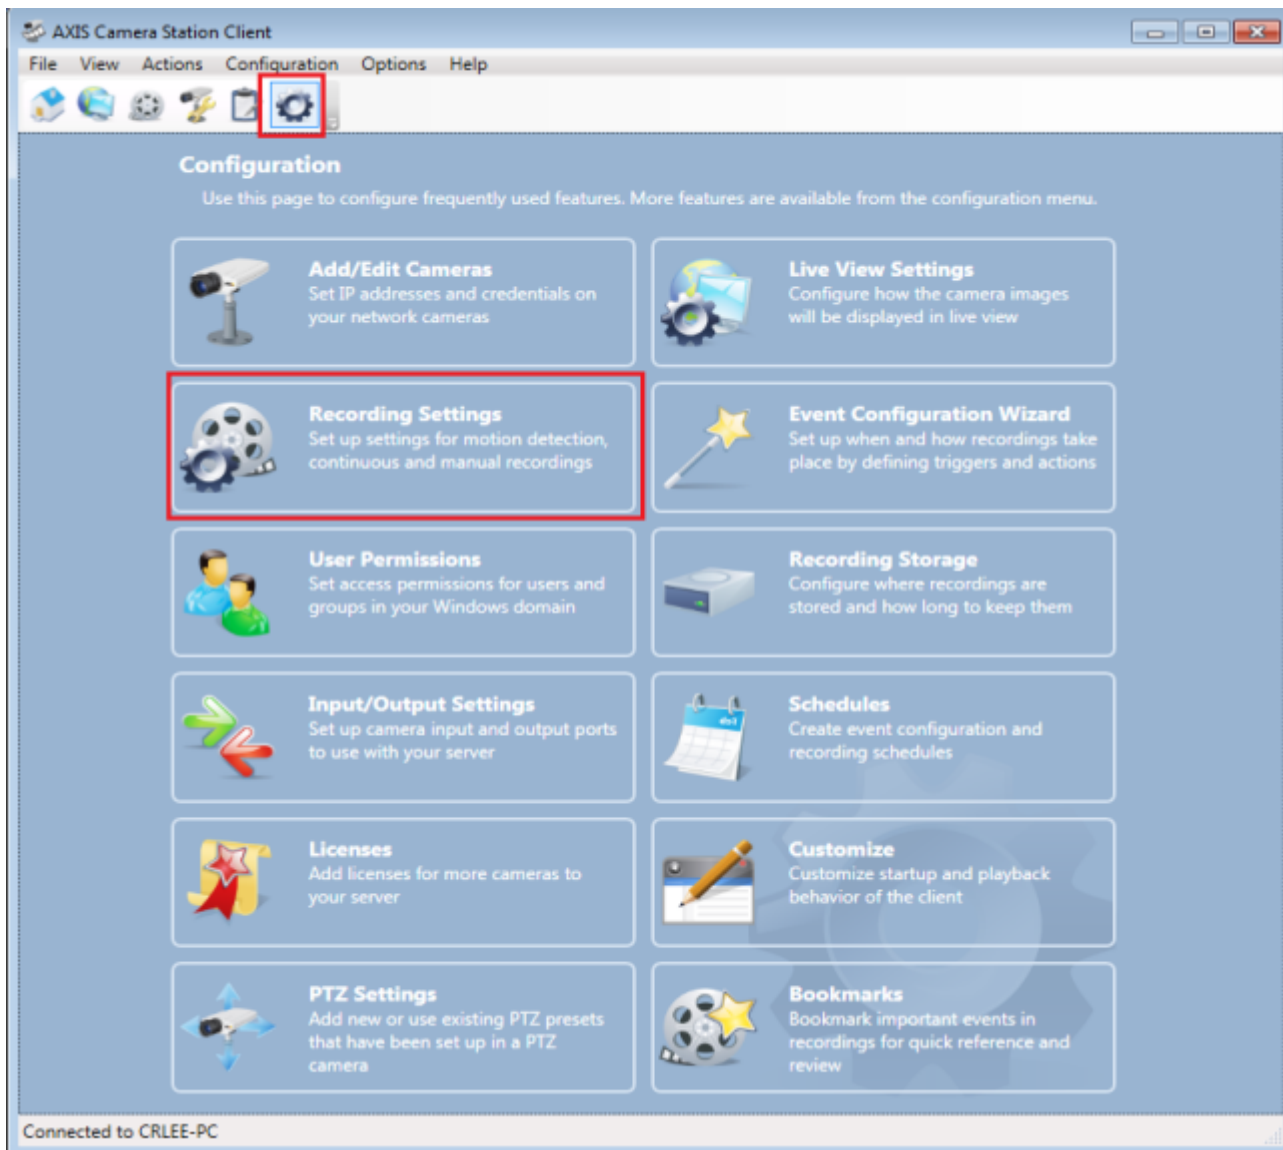 AXIS Camera Station Client
File View Actions Configuration Options Help
Configuration
Use this page to configure frequently used features. More features are available from the configuration menu.
Add/Edit Cameras
Set IP addresses and credentials on
your network cameras
Live View Settings
Configure how the camera images
will be displayed in live view
Recording Settings
Set up settings for motion detection,
continuous and manual recordings
Event Configuration Wizard
Set up when and how recordings take
place by defining triggers and actions
User Permissions
Set access permissions for users and
groups in your Windows domain
Recording Storage
Configure where recordings are
stored and how long to keep them
Input/Output Settings
Set up camera input and output ports
to use with your server
Schedules
Create event configuration and
recording schedules
Licenses
Add licenses for more cameras to
your server
Customize
Customize startup and playback
behavior of the client
PTZ Settings
Add new or use existing PTZ presets
that have been set up in a PTZ
camera
Bookmarks
Bookmark important events in
recordings for quick reference and
review
Connected to CRLEE-PC